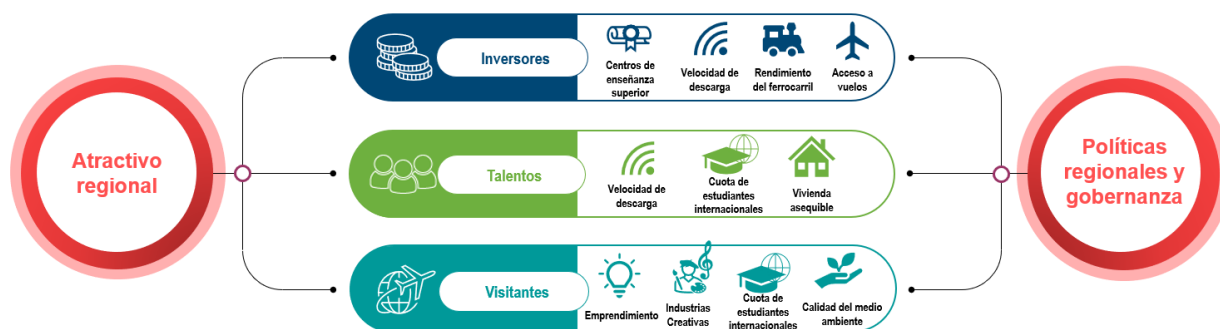 Atractivo
regional
Inversores
Centros de
enseñanza
superior
Velocidad de
descarga
Rendimiento
del ferrocarril
Acceso a
vuelos
Talentos
Velocidad de
descarga
Cuota de
estudiantes
internacionales
Vivienda
asequible
Visitantes
Emprendimiento
Industrias
Creativas
Cuota de
estudiantes
internacionales
Calidad del medio
ambiente
Políticas
regionales y
gobernanza